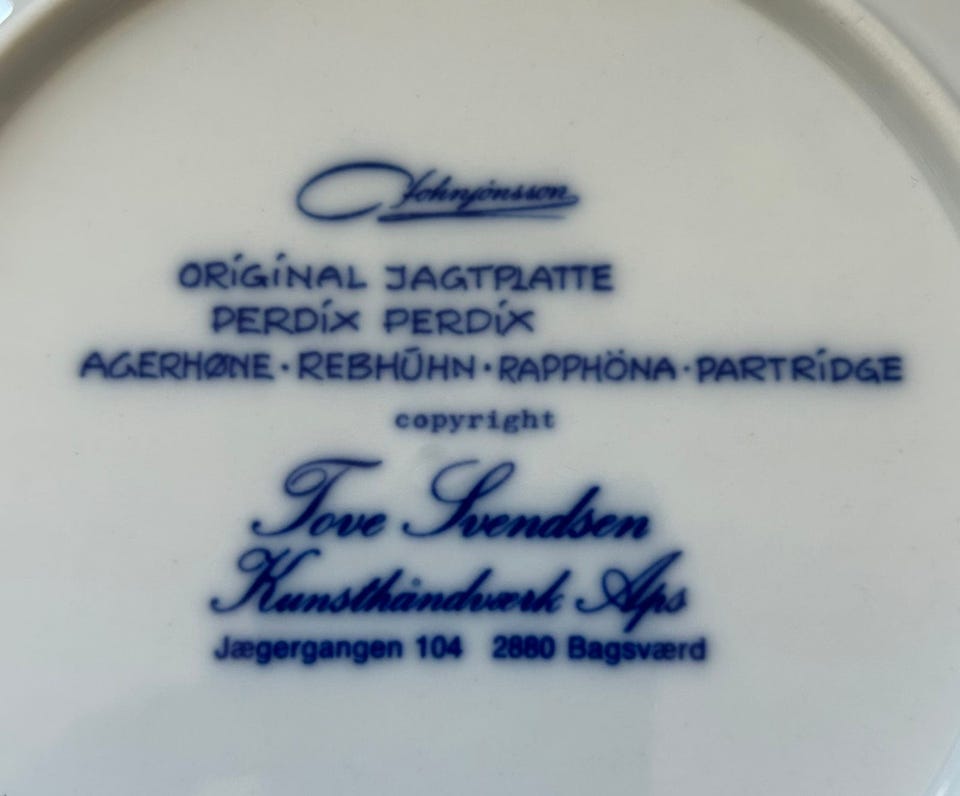 Johnjönsson
ORIGINAL JAGTPLATTE
PERDIX PERDIX
AGERHØNE · REBHÜHN · RAPPHÖNA · PARTRIDGE
copyright
Tove Svendsen
Kunsthåndværk Aps
Jægergangen 104 2880 Bagsværd